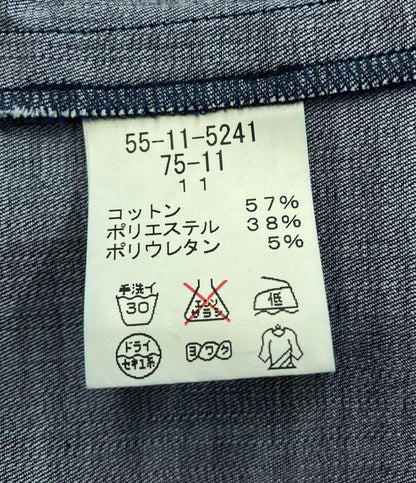 55-11-5241
75-11
11
コットン 57%
ポリエステル 38%
ポリウレタン 5%
手洗イ
30
エンソ
サラシ
低
ドライ
セキユ系
ヨワク